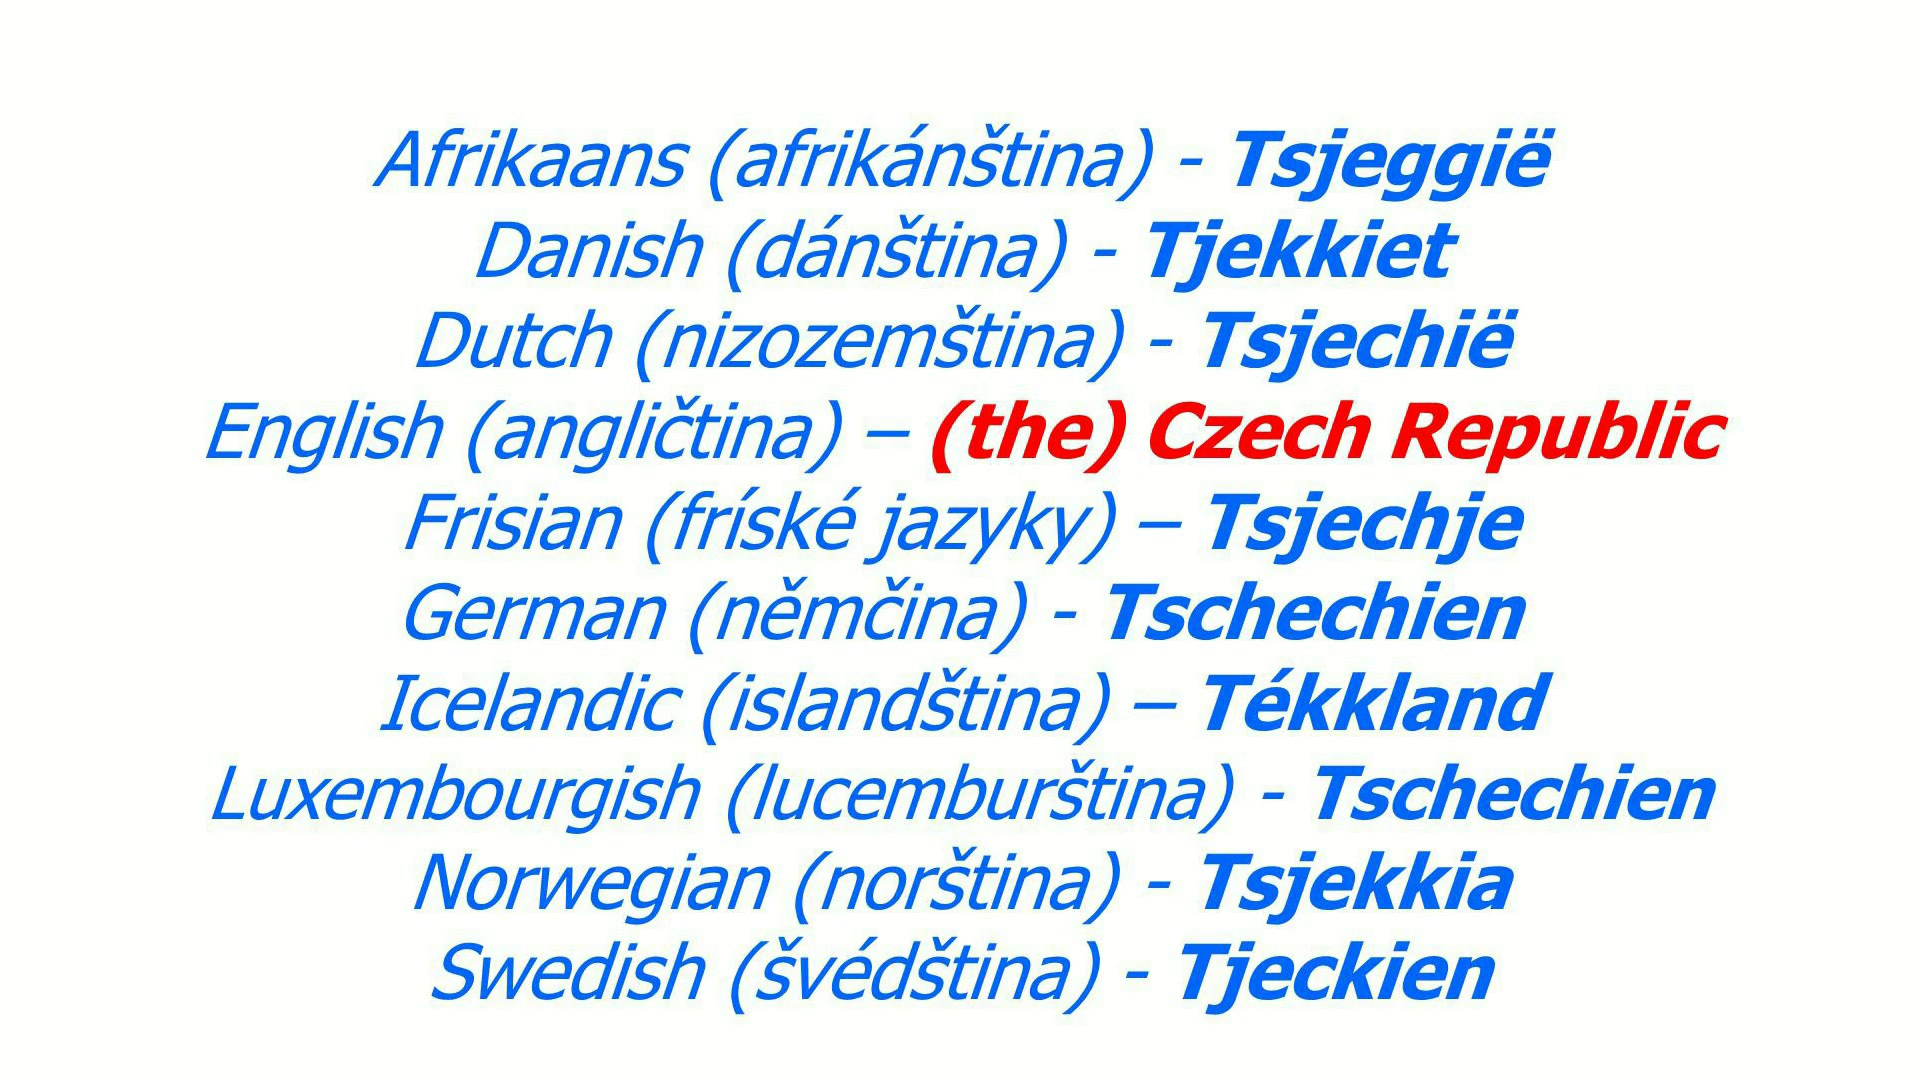 Afrikaans (afrikánština) - Tsjeggië
Danish (dánština) - Tjekkiet
Dutch (nizozemština) - Tsjechië
English (angličtina) – (the) Czech Republic
Frisian (fríské jazyky) – Tsjechje
German (němčina) - Tschechien
Icelandic (islandština) – Tékkland
Luxembourgish (lucemburština) - Tschechien
Norwegian (norština) - Tsjekkia
Swedish (švédština) - Tjeckien